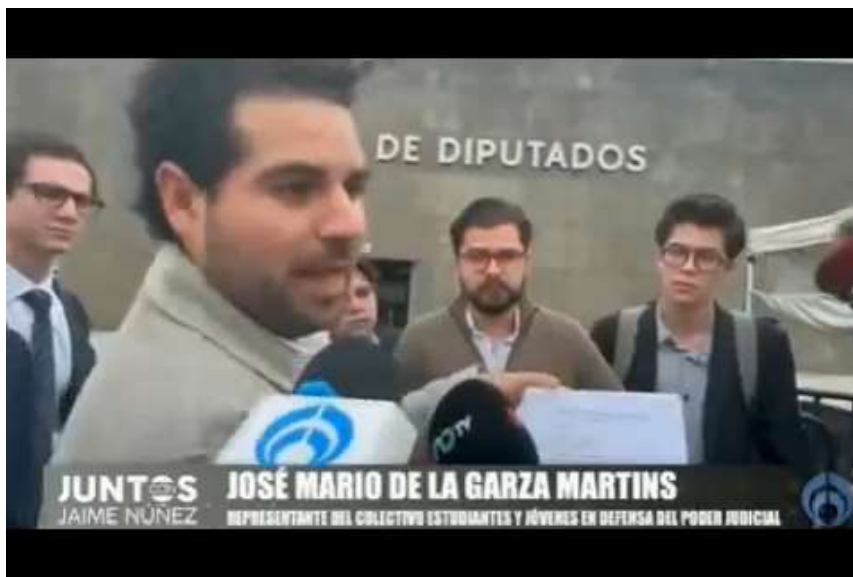 DE DIPUTADOS
TV
JUNTOS
JAIME NÚÑEZ
JOSÉ MARIO DE LA GARZA MARTINS
REPRESENTANTE DEL COLECTIVO ESTUDIANTES Y JÓVENES EN DEFENSA DEL PODER JUDICIAL